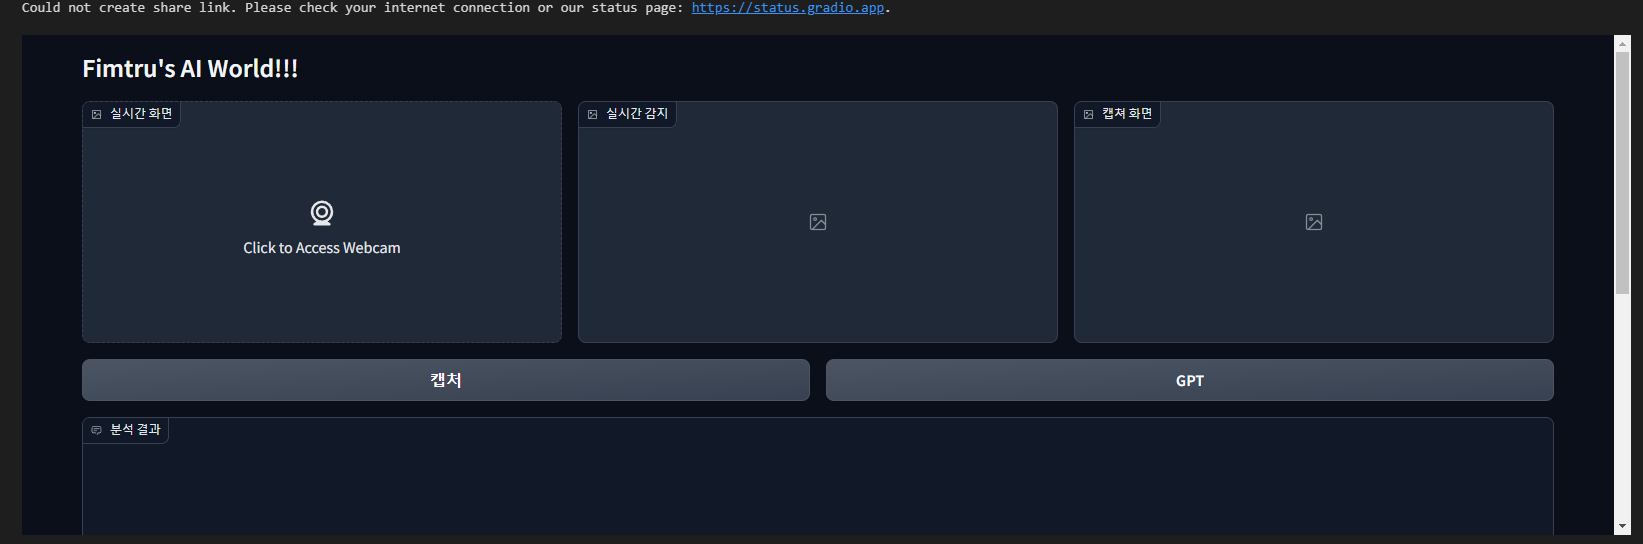 Could not create share link. Please check your internet connection or our status page: https://status.gradio.app.
Fimtru's AI World!!!
실시간 화면
실시간 감지
캡쳐 화면
Click to Access Webcam
캡처
GPT
분석 결과